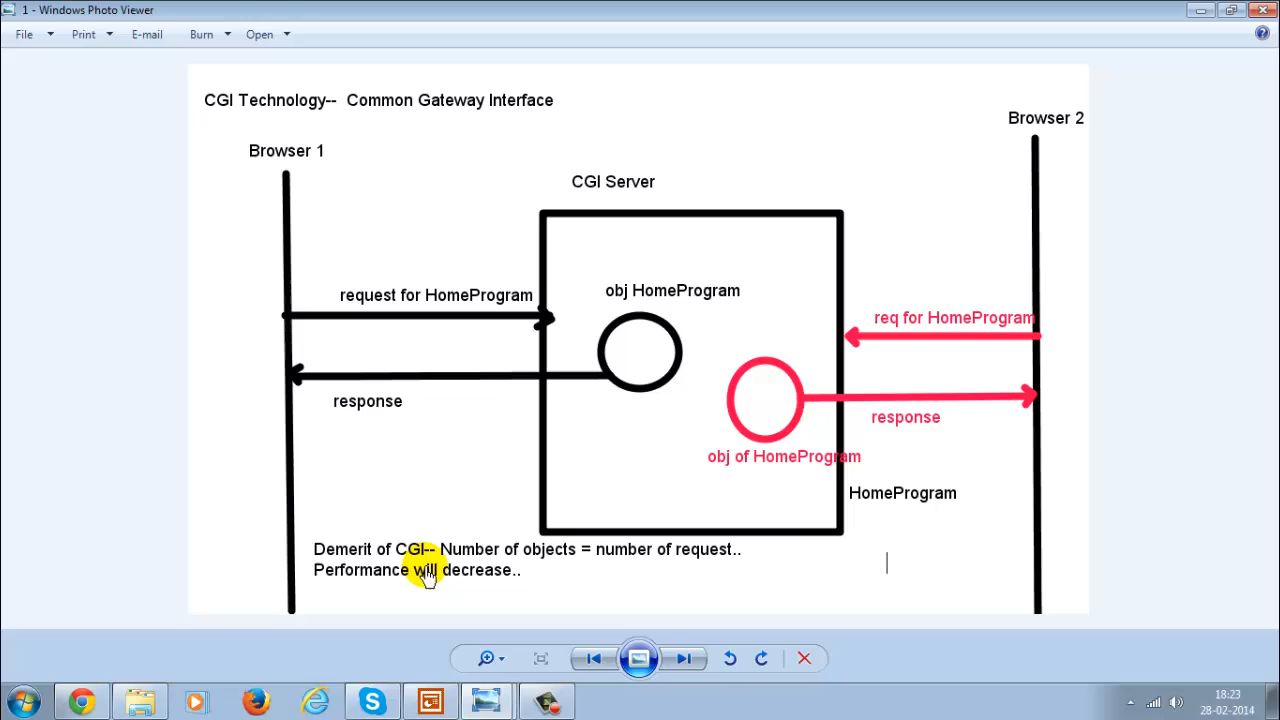 1 - Windows Photo Viewer
File Print E-mail Burn Open
CGI Technology-- Common Gateway Interface
Browser 2
Browser 1
CGI Server
obj HomeProgram
request for HomeProgram
req for HomeProgram
response
response
obj of HomeProgram
HomeProgram
Demerit of CGI-- Number of objects = number of request..
Performance will decrease..
18:23
28-02-2014